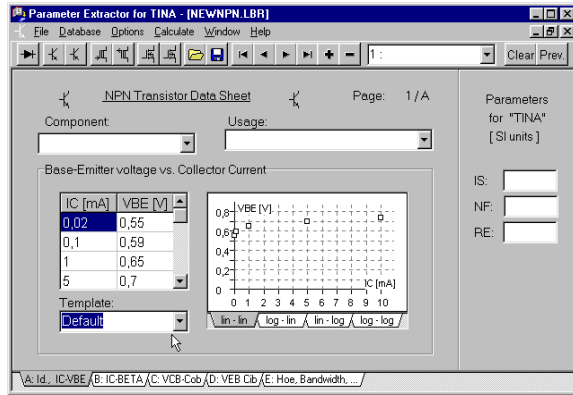 Parameter Extractor for TINA - [NEWNPN.LBR]
File Database Options Calculate Window Help
1 : Clear Prev.
NPN Transistor Data Sheet Page: 1 / A
Component: Usage:
Parameters
for "TINA"
[ SI units ]
Base-Emitter voltage vs. Collector Current
IS:
NF:
RE:
IC [mA] VBE [V]
0,02 0,55
0,1 0,59
1 0,65
5 0,7
VBE [V]
0,8
0,6
0,4
0,2
0
IC [mA]
0 1 2 3 4 5 6 7 8 9 10
Template:
Default
lin - lin log - lin lin - log log - log
A: Id., IC-VBE B: IC-BETA C: VCB-Cob D: VEB Cib E: Hoe, Bandwidth, ...